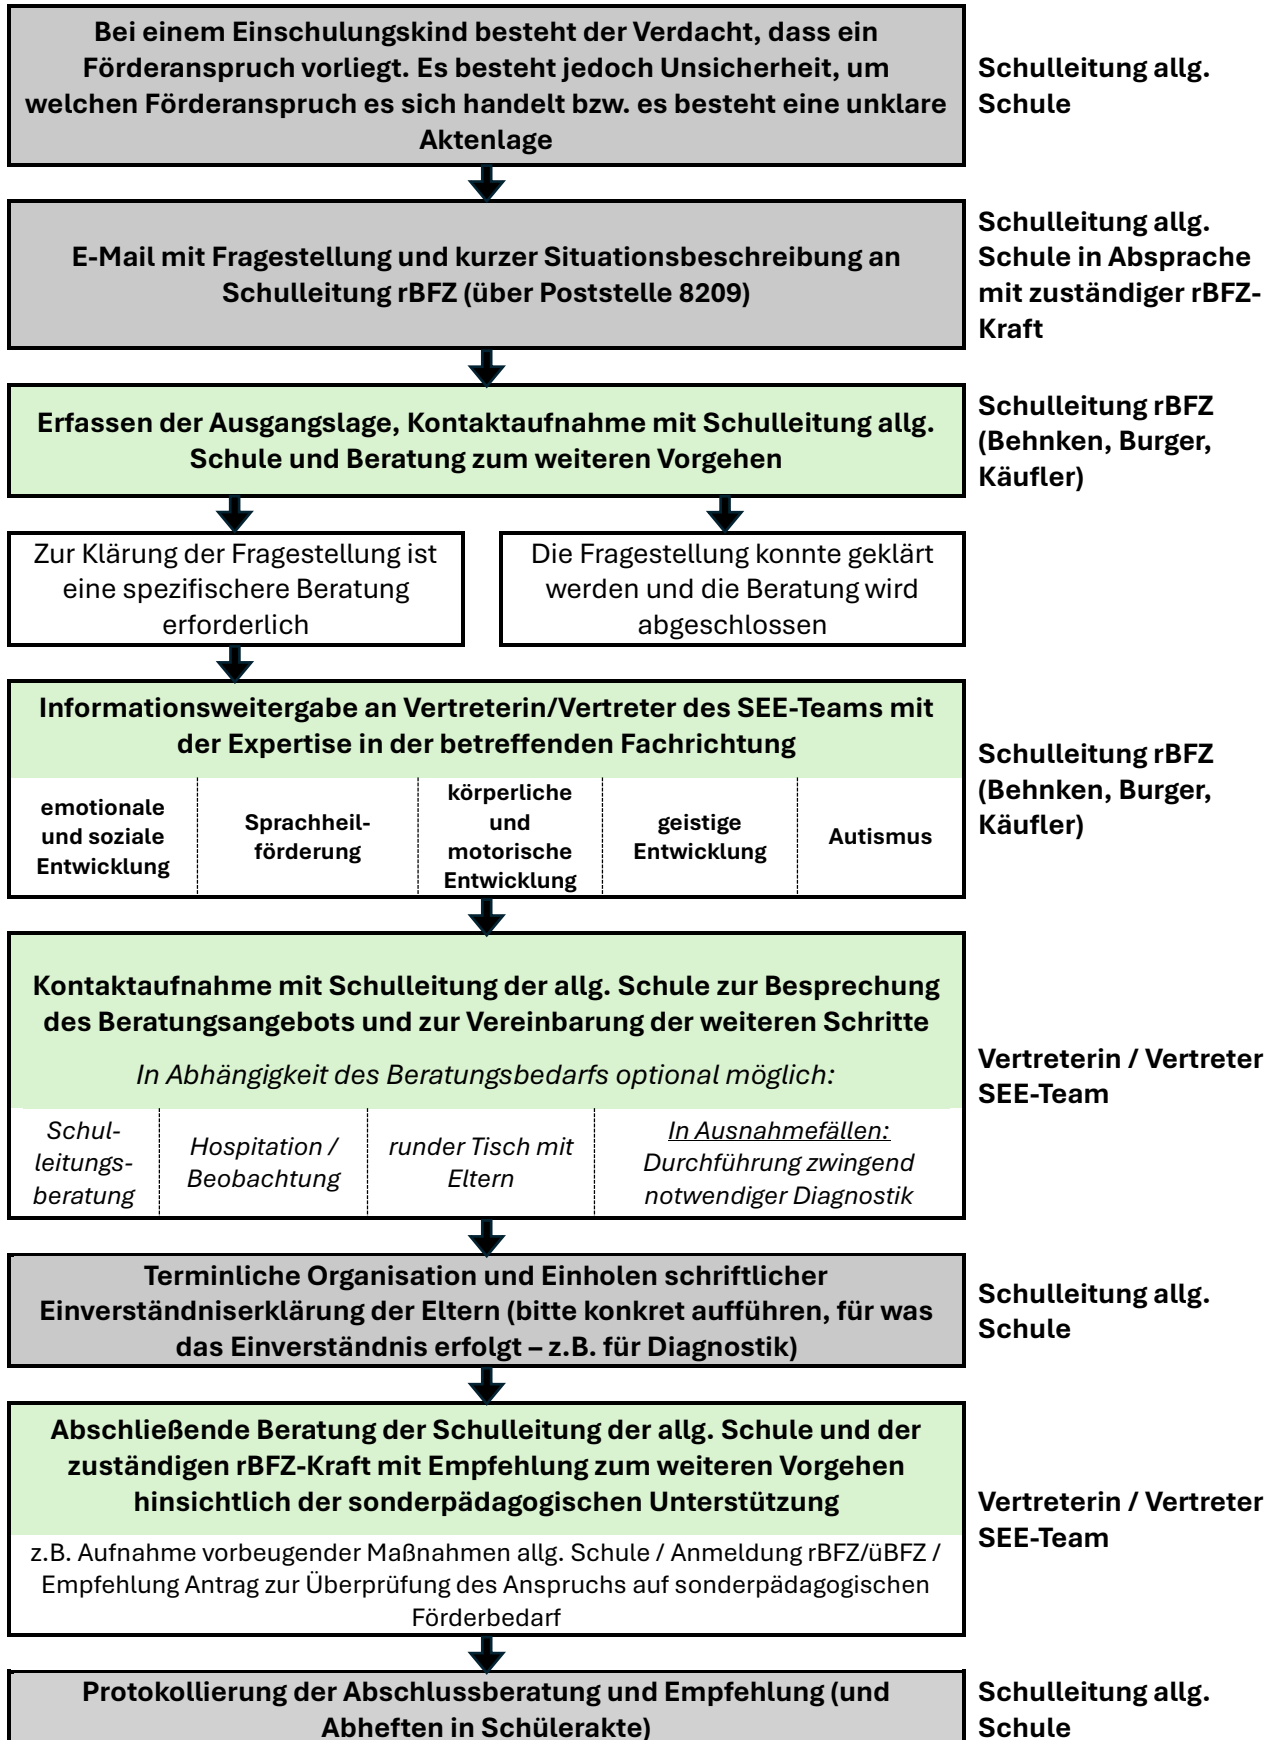 Bei einem Einschulungskind besteht der Verdacht, dass ein
Förderanspruch vorliegt. Es besteht jedoch Unsicherheit, um
welchen Förderanspruch es sich handelt bzw. es besteht eine unklare
Aktenlage
Schulleitung allg.
Schule
E-Mail mit Fragestellung und kurzer Situationsbeschreibung an
Schulleitung rBFZ (über Poststelle 8209)
Schulleitung allg.
Schule in Absprache
mit zuständiger rBFZ-
Kraft
Erfassen der Ausgangslage, Kontaktaufnahme mit Schulleitung allg.
Schule und Beratung zum weiteren Vorgehen
Schulleitung rBFZ
(Behnken, Burger,
Käufler)
Zur Klärung der Fragestellung ist
eine spezifischere Beratung
erforderlich
Die Fragestellung konnte geklärt
werden und die Beratung wird
abgeschlossen
Informationsweitergabe an Vertreterin/Vertreter des SEE-Teams mit
der Expertise in der betreffenden Fachrichtung
emotionale
und soziale
Entwicklung
Sprachheil-
förderung
körperliche
und
motorische
Entwicklung
geistige
Entwicklung
Autismus
Schulleitung rBFZ
(Behnken, Burger,
Käufler)
Kontaktaufnahme mit Schulleitung der allg. Schule zur Besprechung
des Beratungsangebots und zur Vereinbarung der weiteren Schritte
In Abhängigkeit des Beratungsbedarfs optional möglich:
Schul-
leitungs-
beratung
Hospitation /
Beobachtung
runder Tisch mit
Eltern
In Ausnahmefällen:
Durchführung zwingend
notwendiger Diagnostik
Vertreterin / Vertreter
SEE-Team
Terminliche Organisation und Einholen schriftlicher
Einverständniserklärung der Eltern (bitte konkret aufführen, für was
das Einverständnis erfolgt – z.B. für Diagnostik)
Schulleitung allg.
Schule
Abschließende Beratung der Schulleitung der allg. Schule und der
zuständigen rBFZ-Kraft mit Empfehlung zum weiteren Vorgehen
hinsichtlich der sonderpädagogischen Unterstützung
z.B. Aufnahme vorbeugender Maßnahmen allg. Schule / Anmeldung rBFZ/üBFZ /
Empfehlung Antrag zur Überprüfung des Anspruchs auf sonderpädagogischen
Förderbedarf
Vertreterin / Vertreter
SEE-Team
Protokollierung der Abschlussberatung und Empfehlung (und
Abheften in Schülerakte)
Schulleitung allg.
Schule